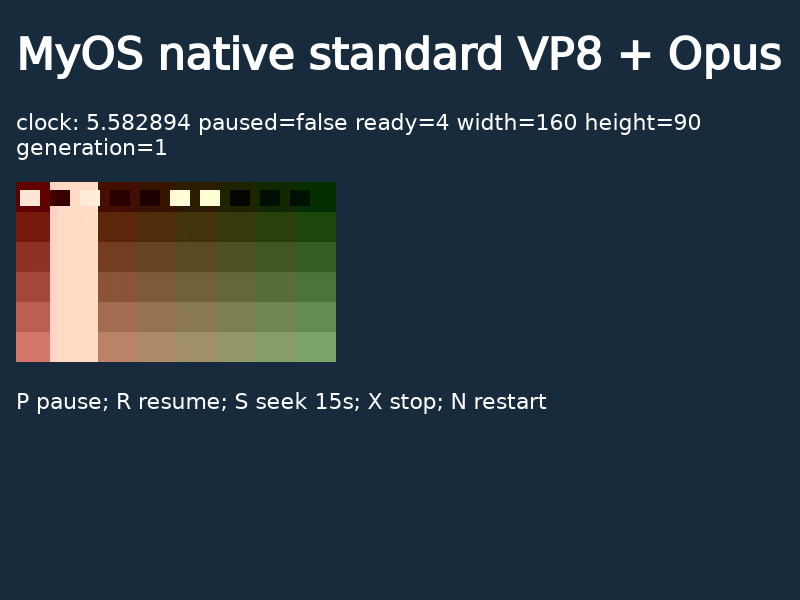 MyOS native standard VP8 + Opus
clock: 5.582894 paused=false ready=4 width=160 height=90
generation=1
P pause; R resume; S seek 15s; X stop; N restart